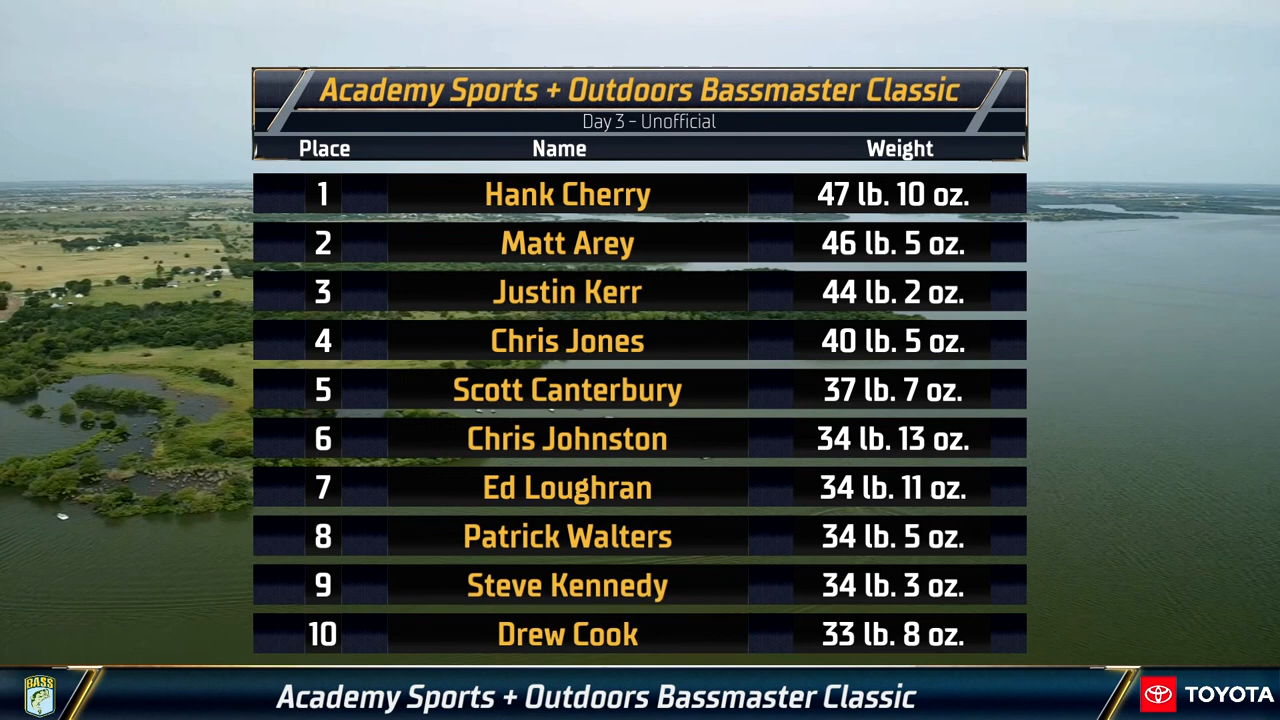 Academy Sports + Outdoors Bassmaster Classic
Day 3 - Unofficial
Place Name Weight
1 Hank Cherry 47 lb. 10 oz.
2 Matt Arey 46 lb. 5 oz.
3 Justin Kerr 44 lb. 2 oz.
4 Chris Jones 40 lb. 5 oz.
5 Scott Canterbury 37 lb. 7 oz.
6 Chris Johnston 34 lb. 13 oz.
7 Ed Loughran 34 lb. 11 oz.
8 Patrick Walters 34 lb. 5 oz.
9 Steve Kennedy 34 lb. 3 oz.
10 Drew Cook 33 lb. 8 oz.
BASS Academy Sports + Outdoors Bassmaster Classic TOYOTA